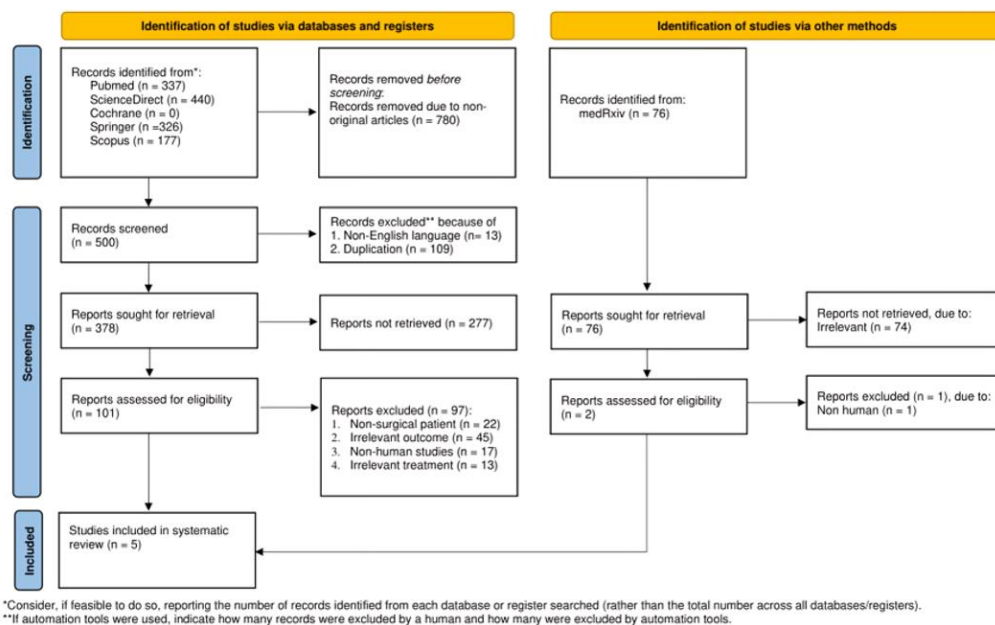 Identification of studies via databases and registers
Identification of studies via other methods
Identification
Records identified from*:
Pubmed (n = 337)
ScienceDirect (n = 440)
Cochrane (n = 0)
Springer (n =326)
Scopus (n = 177)
Records removed before
screening:
Records removed due to non-
original articles (n = 780)
Records identified from:
medRxiv (n = 76)
Screening
Records screened
(n = 500)
Records excluded** because of
1. Non-English language (n= 13)
2. Duplication (n = 109)
Reports sought for retrieval
(n = 378)
Reports not retrieved (n = 277)
Reports sought for retrieval
(n = 76)
Reports not retrieved, due to:
Irrelevant (n = 74)
Reports assessed for eligibility
(n = 101)
Reports excluded (n = 97):
1. Non-surgical patient (n = 22)
2. Irrelevant outcome (n = 45)
3. Non-human studies (n = 17)
4. Irrelevant treatment (n = 13)
Reports assessed for eligibility
(n = 2)
Reports excluded (n = 1), due to:
Non human (n = 1)
Included
Studies included in systematic
review (n = 5)
*Consider, if feasible to do so, reporting the number of records identified from each database or register searched (rather than the total number across all databases/registers).
**If automation tools were used, indicate how many records were excluded by a human and how many were excluded by automation tools.